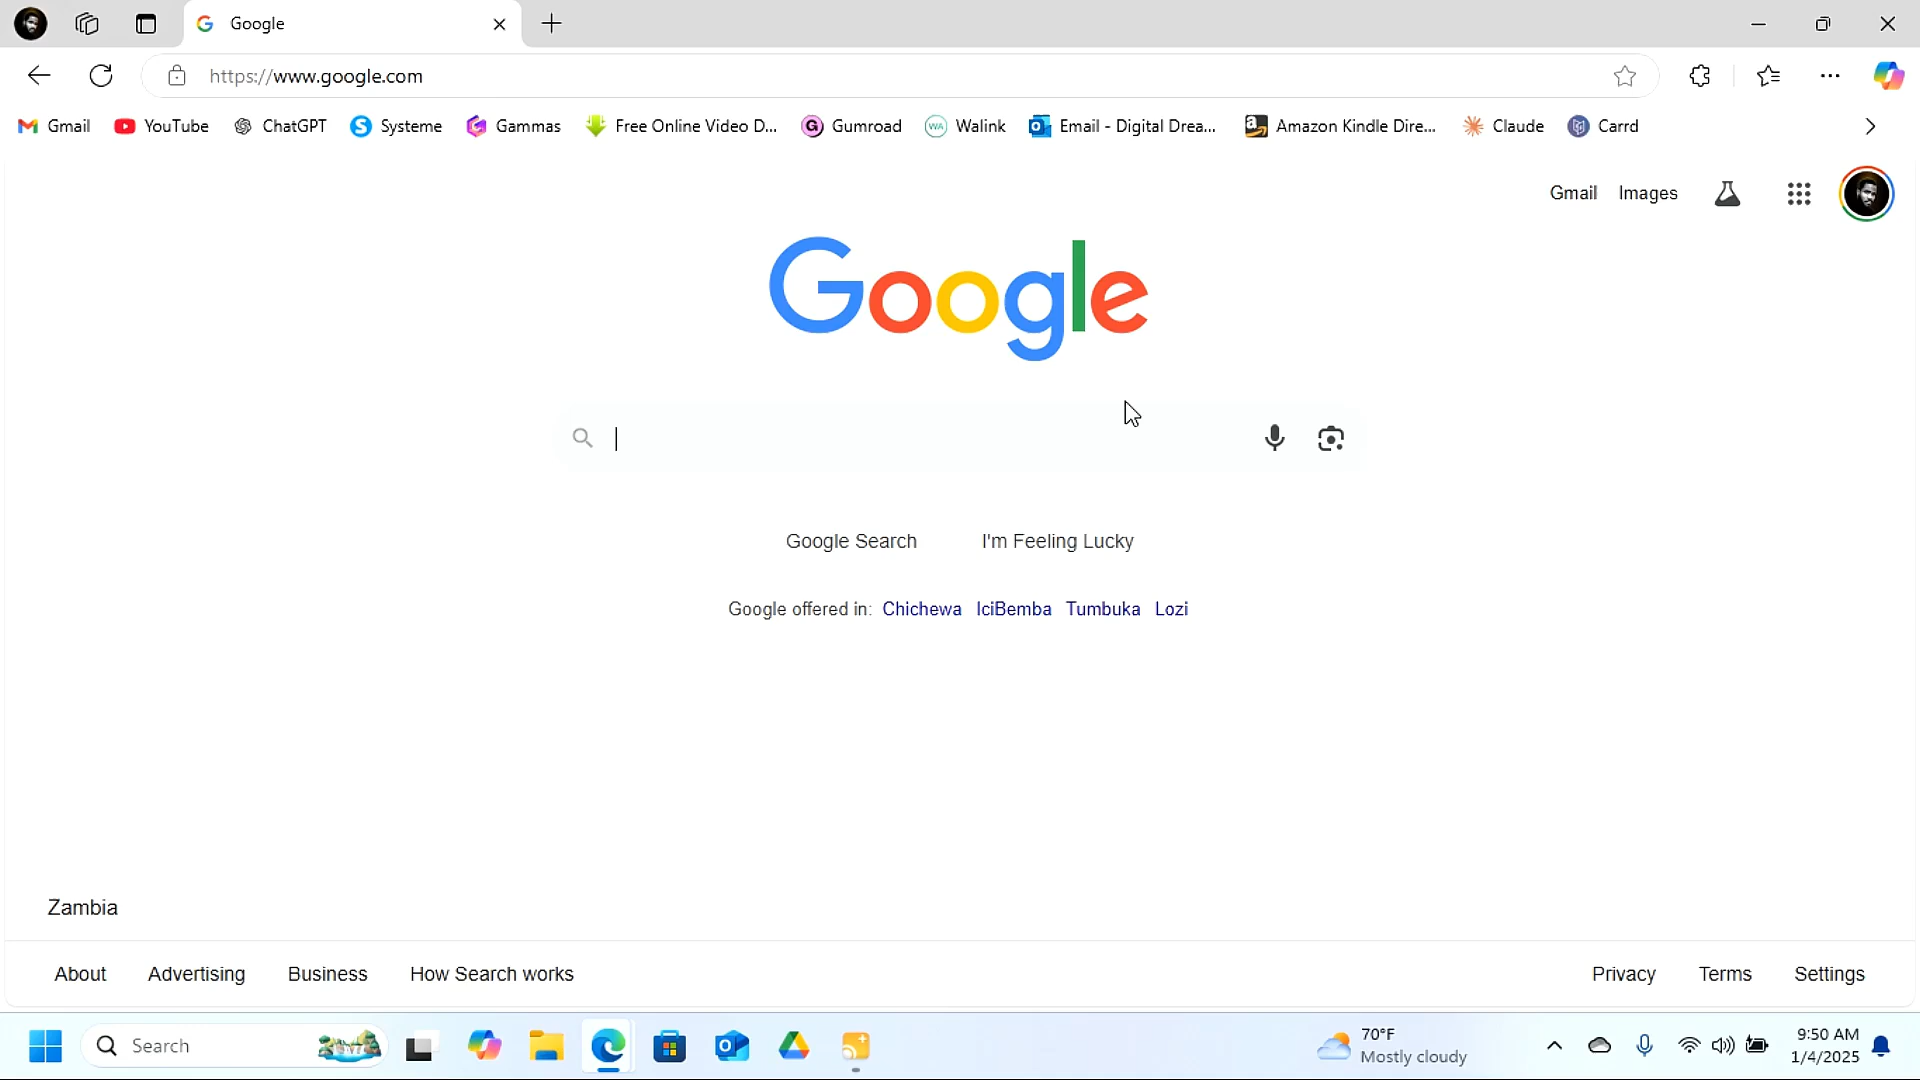 Google
https://www.google.com
Gmail YouTube ChatGPT Systeme Gammas Free Online Video D... Gumroad Walink Email - Digital Drea... Amazon Kindle Dire... Claude Carrd
Gmail Images
Google
Google Search I'm Feeling Lucky
Google offered in: Chichewa IciBemba Tumbuka Lozi
Zambia
About Advertising Business How Search works Privacy Terms Settings
Search
70°F
Mostly cloudy
9:50 AM
1/4/2025